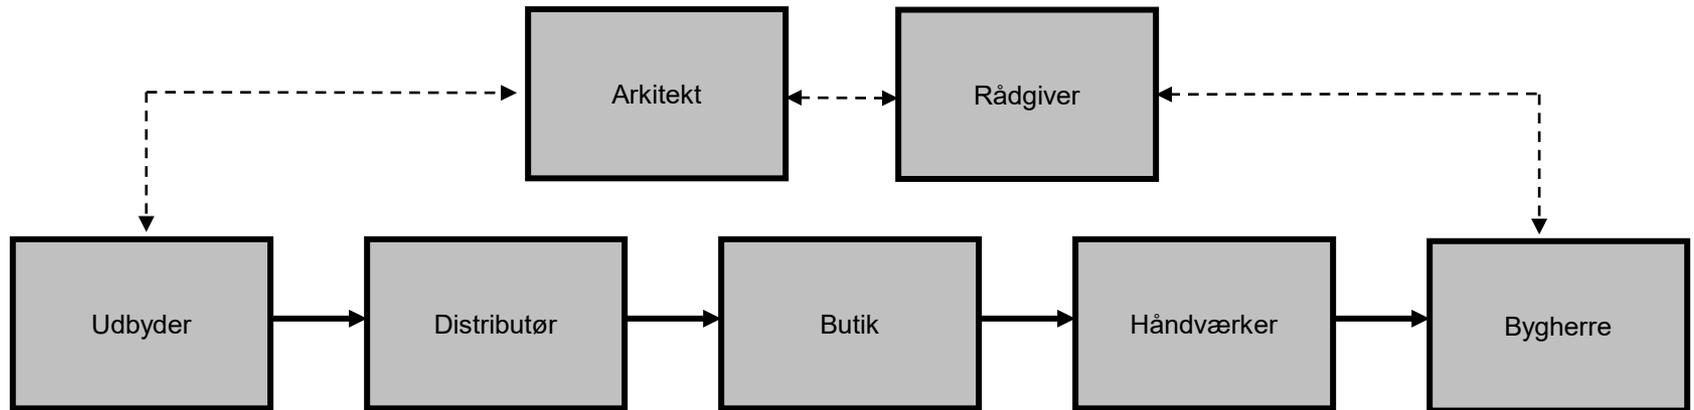 Arkitekt
Rådgiver
Udbyder
Distributør
Butik
Håndværker
Bygherre